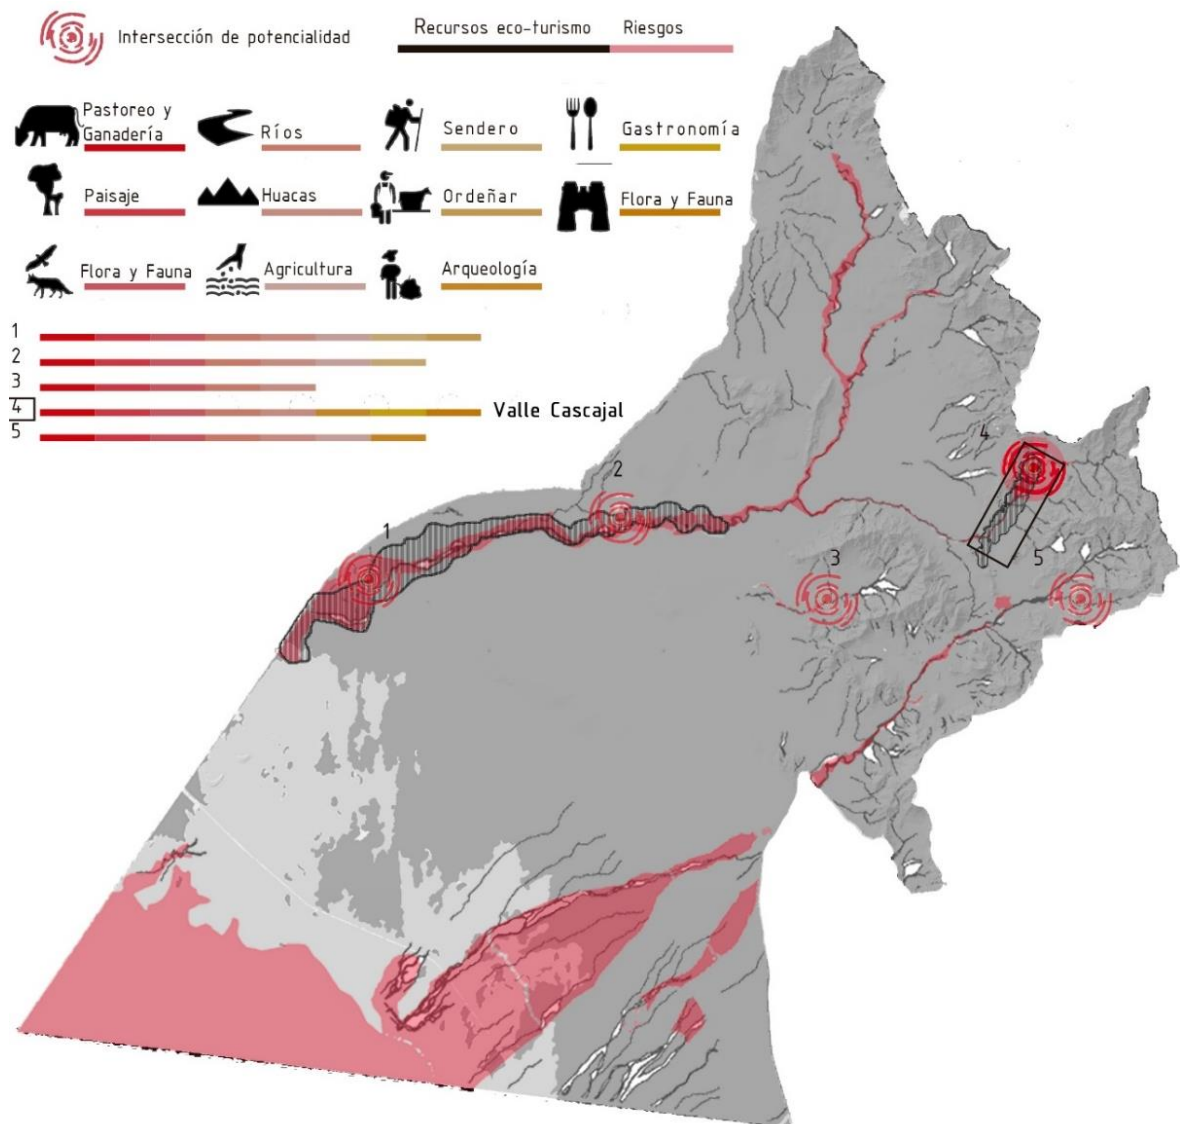 Intersección de potencialidad
Recursos eco-turismo
Riesgos
Pastoreo y
Ganadería
Ríos
Sendero
Gastronomía
Paisaje
Huacas
Ordeñar
Flora y Fauna
Flora y Fauna
Agricultura
Arqueología
1
2
3
4
Valle Cascajal
5
4
2
1
3
5